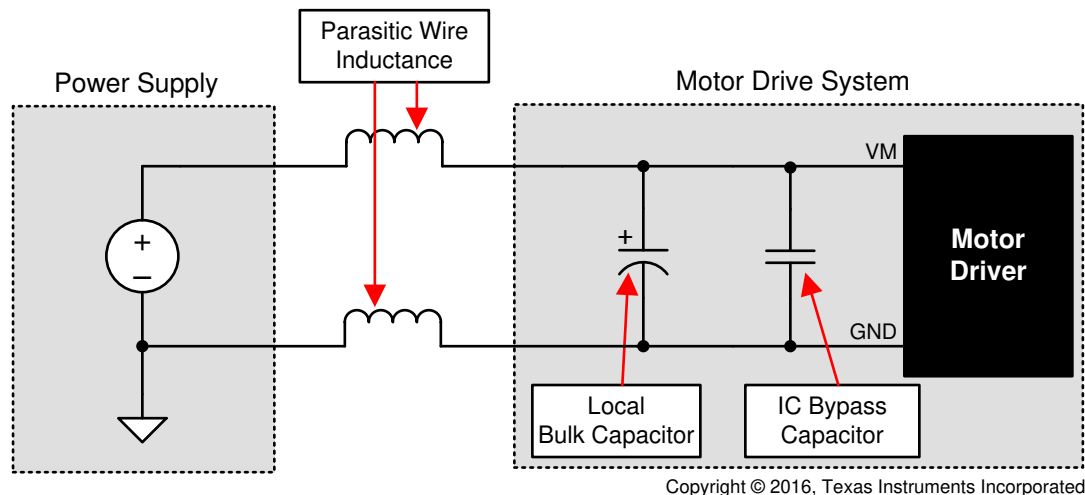 Parasitic Wire
Inductance
Power Supply
Motor Drive System
VM
+
–
+
Motor
Driver
GND
Local
Bulk Capacitor
IC Bypass
Capacitor
Copyright © 2016, Texas Instruments Incorporated